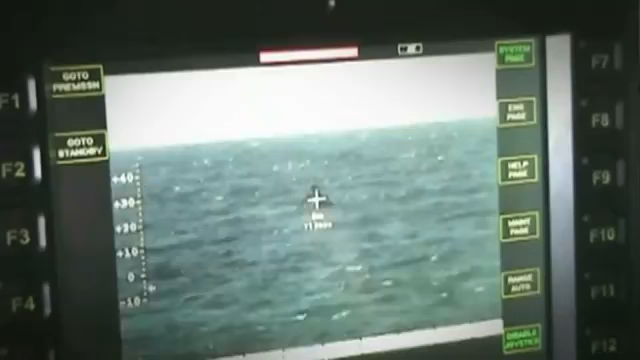 F1
GOTO
PREMSSN
F2
GOTO
STANDBY
F3
F4
+40
+30
+20
+10
0
-10
SYSTEM
PAGE
F7
ENG
PAGE
F8
HELP
PAGE
F9
MAINT
PAGE
F10
RANGE
AUTO
F11
DISABLE
JOYSTICK
F12